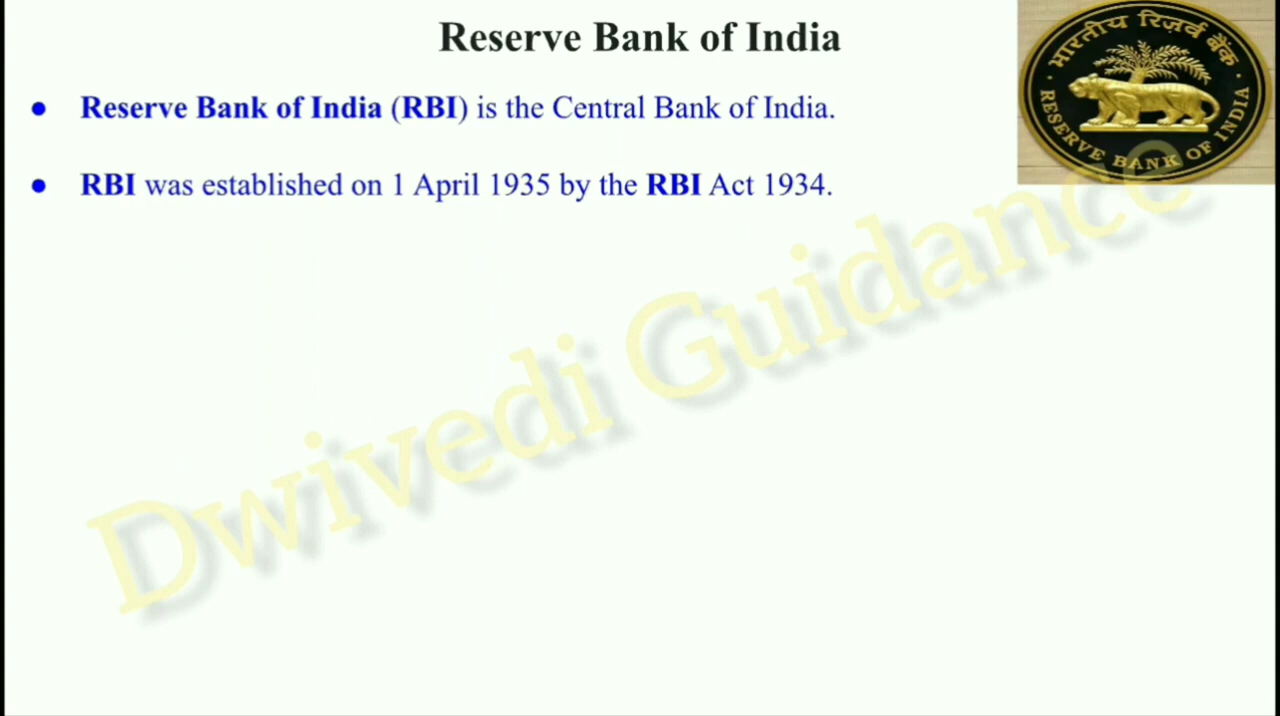 Reserve Bank of India
भारतीय रिज़र्व बैंक
RESERVE BANK OF INDIA
● Reserve Bank of India (RBI) is the Central Bank of India.
● RBI was established on 1 April 1935 by the RBI Act 1934.
Dwivedi Guidance